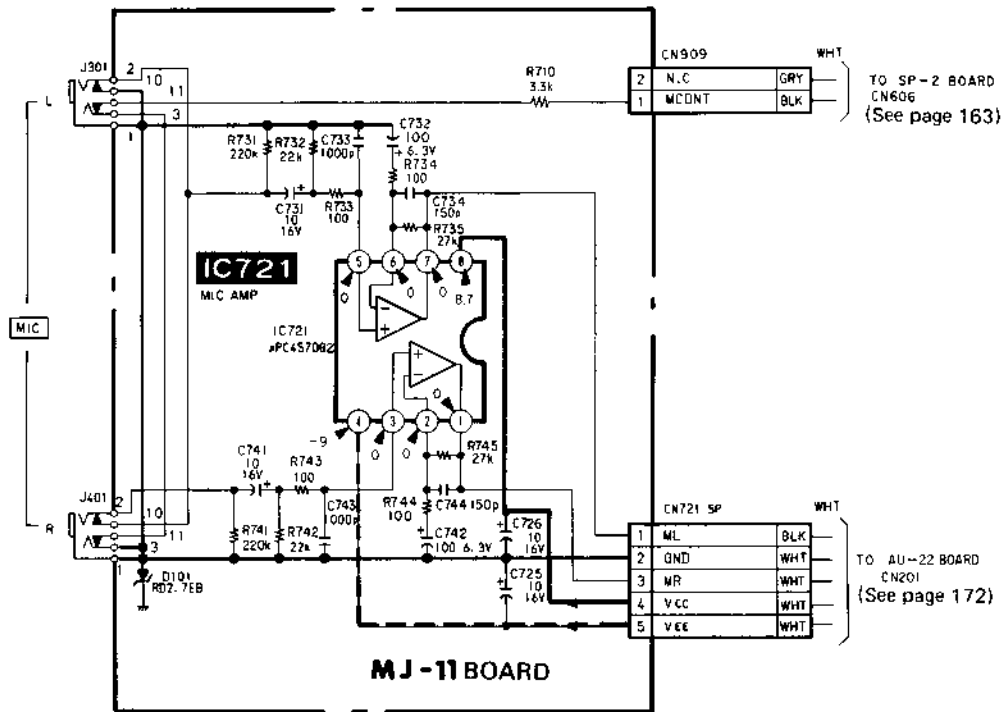 CN909
WHT
2 N.C GRY
1 MCONT BLK
TO SP-2 BOARD
CN606
(See page 163)
J301
2
10
11
3
1
L
R710
3.3k
R731
220k
R732
22k
C733
1000p
C732
100
6.3V
R734
100
C731
10
16V
R733
100
C734
150p
R735
27k
IC721
MIC AMP
5
6
7
8
0
0
0
8.7
IC721
μPC4570G2
MIC
4
3
2
1
-9
0
0
0
C741
10
16V
R743
100
C743
1000p
R745
27k
R744
100
C744 150p
J401
2
10
11
3
1
R
R741
220k
R742
22k
C742
100 6.3V
C726
10
16V
C725
10
16V
D101
RD2.7EB
CN721 5P
WHT
1 ML BLK
2 GND WHT
3 MR WHT
4 VCC WHT
5 VEE WHT
TO AU-22 BOARD
CN201
(See page 172)
MJ-11 BOARD